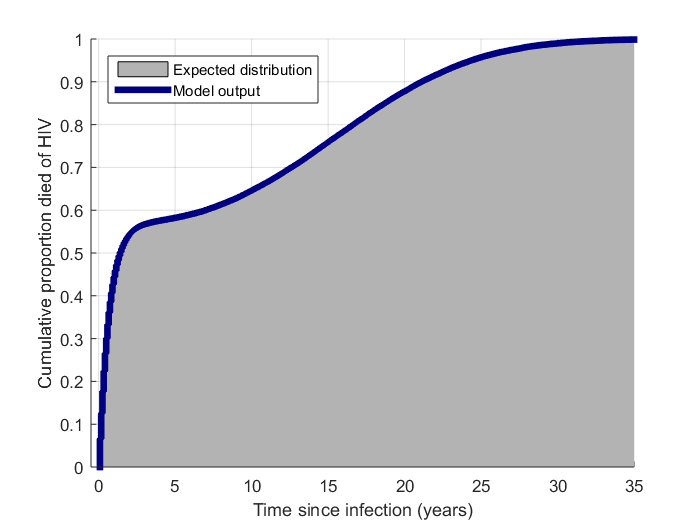 1
0.9
0.8
0.7
0.6
0.5
0.4
0.3
0.2
0.1
0
Cumulative proportion died of HIV
Expected distribution
Model output
0 5 10 15 20 25 30 35
Time since infection (years)